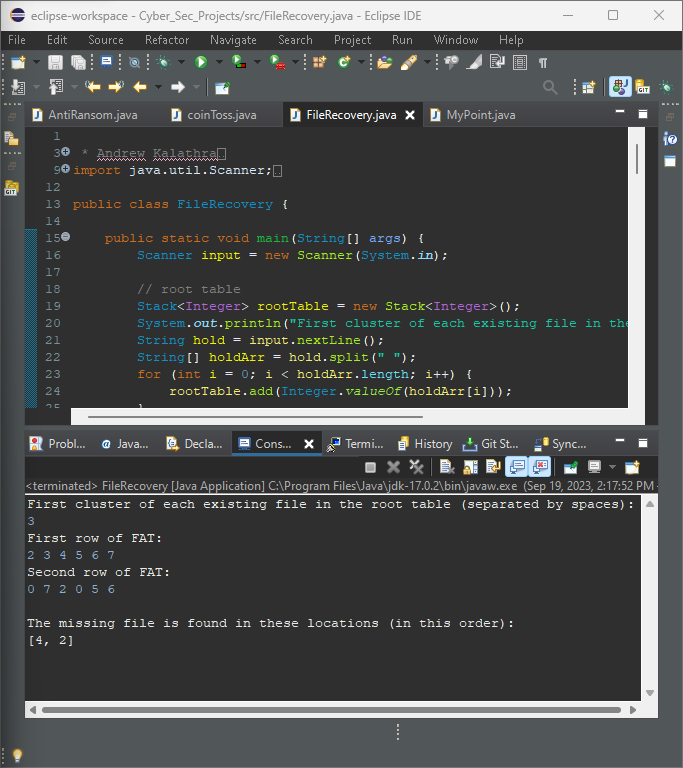 eclipse-workspace - Cyber_Sec_Projects/src/FileRecovery.java - Eclipse IDE
File Edit Source Refactor Navigate Search Project Run Window Help
AntiRansom.java coinToss.java FileRecovery.java MyPoint.java
1
3 * Andrew Kalathra
9 import java.util.Scanner;
12
13 public class FileRecovery {
14
15 public static void main(String[] args) {
16 Scanner input = new Scanner(System.in);
17
18 // root table
19 Stack<Integer> rootTable = new Stack<Integer>();
20 System.out.println("First cluster of each existing file in the
21 String hold = input.nextLine();
22 String[] holdArr = hold.split(" ");
23 for (int i = 0; i < holdArr.length; i++) {
24 rootTable.add(Integer.valueOf(holdArr[i]));
25 }
Probl... Java... Decla... Cons... Termi... History Git St... Sync...
<terminated> FileRecovery [Java Application] C:\Program Files\Java\jdk-17.0.2\bin\javaw.exe (Sep 19, 2023, 2:17:52 PM -
First cluster of each existing file in the root table (separated by spaces):
3
First row of FAT:
2 3 4 5 6 7
Second row of FAT:
0 7 2 0 5 6
The missing file is found in these locations (in this order):
[4, 2]